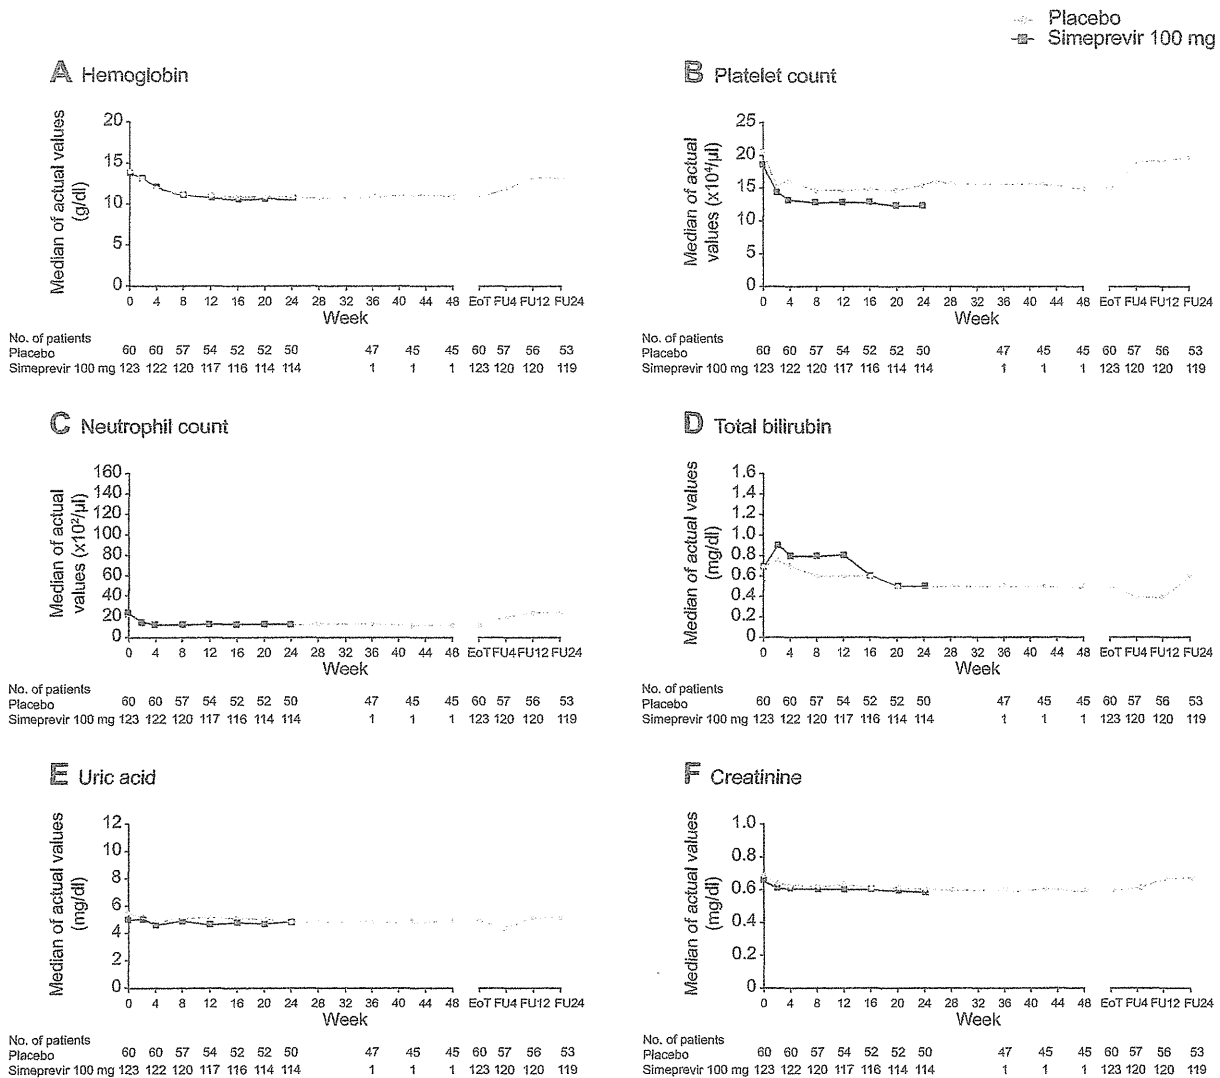 Placebo
Simeprevir 100 mg
A Hemoglobin
Median of actual values
(g/dl)
20
15
10
5
0
0 4 8 12 16 20 24 28 32 36 40 44 48 EoT FU4 FU12 FU24
Week
No. of patients
Placebo 60 60 57 54 52 52 50 47 45 45 60 57 56 53
Simeprevir 100 mg 123 122 120 117 116 114 114 1 1 1 123 120 120 119
B Platelet count
Median of actual
values (x10⁴/µl)
25
20
15
10
5
0
0 4 8 12 16 20 24 28 32 36 40 44 48 EoT FU4 FU12 FU24
Week
No. of patients
Placebo 60 60 57 54 52 52 50 47 45 45 60 57 56 53
Simeprevir 100 mg 123 122 120 117 116 114 114 1 1 1 123 120 120 119
C Neutrophil count
Median of actual
values (x10²/µl)
160
140
120
100
80
60
40
20
0
0 4 8 12 16 20 24 28 32 36 40 44 48 EoT FU4 FU12 FU24
Week
No. of patients
Placebo 60 60 57 54 52 52 50 47 45 45 60 57 56 53
Simeprevir 100 mg 123 122 120 117 116 114 114 1 1 1 123 120 120 119
D Total bilirubin
Median of actual values
(mg/dl)
1.6
1.4
1.2
1.0
0.8
0.6
0.4
0.2
0
0 4 8 12 16 20 24 28 32 36 40 44 48 EoT FU4 FU12 FU24
Week
No. of patients
Placebo 60 60 57 54 52 52 50 47 45 45 60 57 56 53
Simeprevir 100 mg 123 122 120 117 116 114 114 1 1 1 123 120 120 119
E Uric acid
Median of actual values
(mg/dl)
12
10
8
6
4
2
0
0 4 8 12 16 20 24 28 32 36 40 44 48 EoT FU4 FU12 FU24
Week
No. of patients
Placebo 60 60 57 54 52 52 50 47 45 45 60 57 56 53
Simeprevir 100 mg 123 122 120 117 116 114 114 1 1 1 123 120 120 119
F Creatinine
Median of actual values
(mg/dl)
1.0
0.8
0.6
0.4
0.2
0
0 4 8 12 16 20 24 28 32 36 40 44 48 EoT FU4 FU12 FU24
Week
No. of patients
Placebo 60 60 57 54 52 52 50 47 45 45 60 57 56 53
Simeprevir 100 mg 123 122 120 117 116 114 114 1 1 1 123 120 120 119